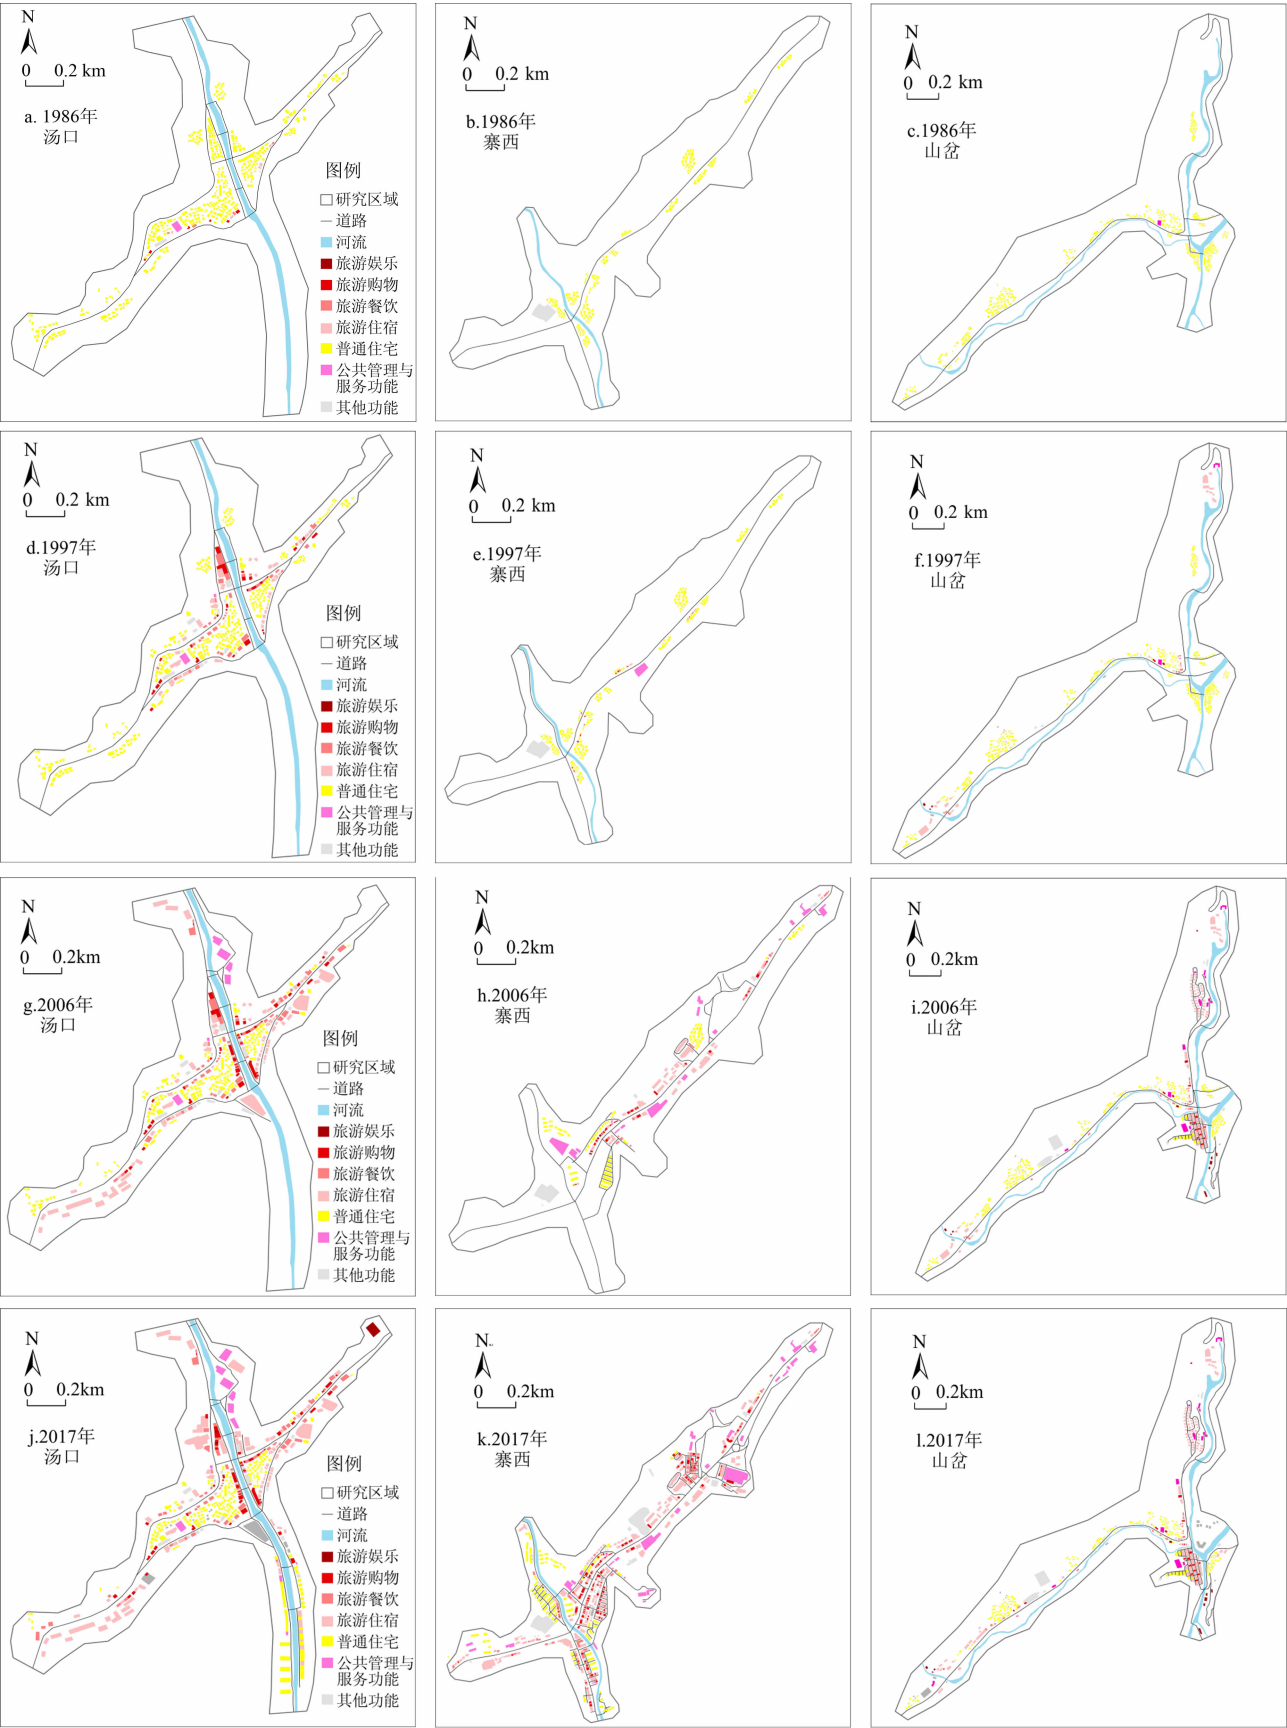 N
0 0.2 km
a. 1986年
汤口
图例
研究区域
道路
河流
旅游娱乐
旅游购物
旅游餐饮
旅游住宿
普通住宅
公共管理与
服务功能
其他功能
N
0 0.2 km
b.1986年
寨西
N
0 0.2 km
c.1986年
山岔
N
0 0.2 km
d.1997年
汤口
图例
研究区域
道路
河流
旅游娱乐
旅游购物
旅游餐饮
旅游住宿
普通住宅
公共管理与
服务功能
其他功能
N
0 0.2 km
e.1997年
寨西
N
0 0.2 km
f.1997年
山岔
N
0 0.2km
g.2006年
汤口
图例
研究区域
道路
河流
旅游娱乐
旅游购物
旅游餐饮
旅游住宿
普通住宅
公共管理与
服务功能
其他功能
N
0 0.2km
h.2006年
寨西
N
0 0.2km
i.2006年
山岔
N
0 0.2km
j.2017年
汤口
图例
研究区域
道路
河流
旅游娱乐
旅游购物
旅游餐饮
旅游住宿
普通住宅
公共管理与
服务功能
其他功能
N
0 0.2km
k.2017年
寨西
N
0 0.2km
l.2017年
山岔